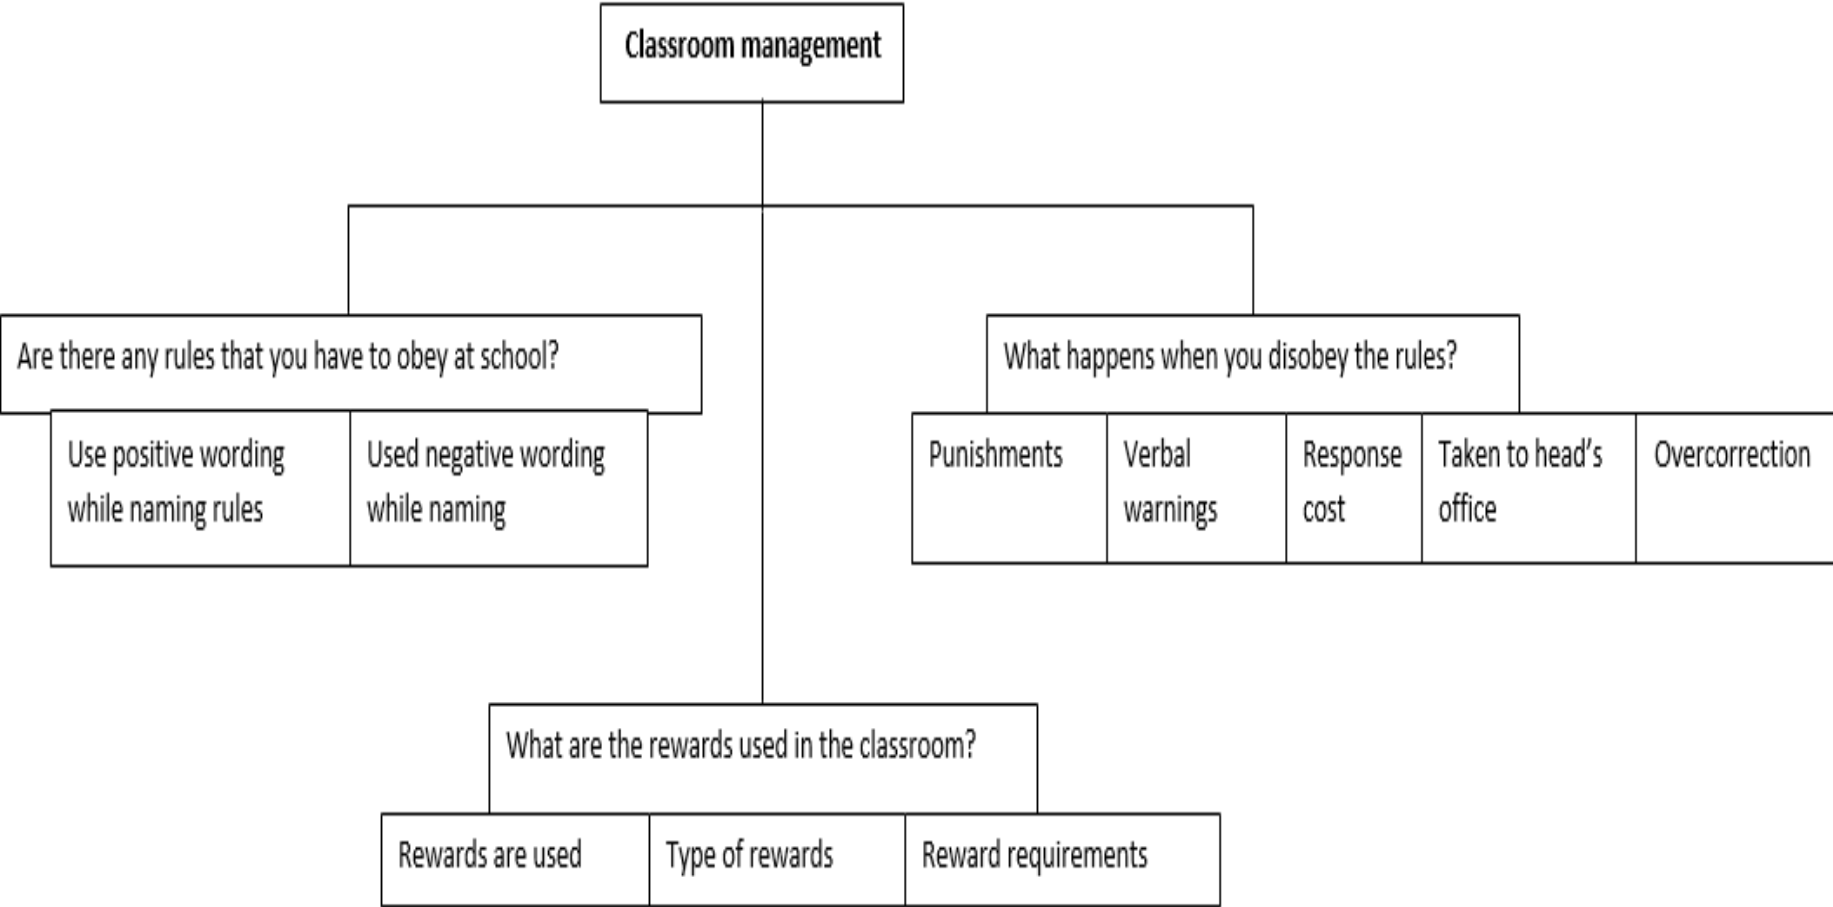 Classroom management
Are there any rules that you have to obey at school?
Use positive wording
while naming rules
Used negative wording
while naming
What happens when you disobey the rules?
Punishments
Verbal
warnings
Response
cost
Taken to head’s
office
Overcorrection
What are the rewards used in the classroom?
Rewards are used
Type of rewards
Reward requirements